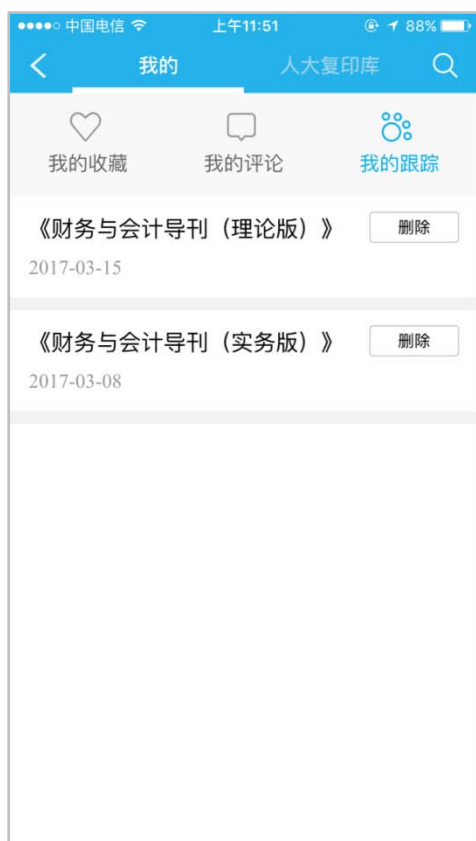 中国电信 上午11:51 88%
我的 人大复印库
我的收藏 我的评论 我的跟踪
《财务与会计导刊（理论版）》 删除
2017-03-15
《财务与会计导刊（实务版）》 删除
2017-03-08